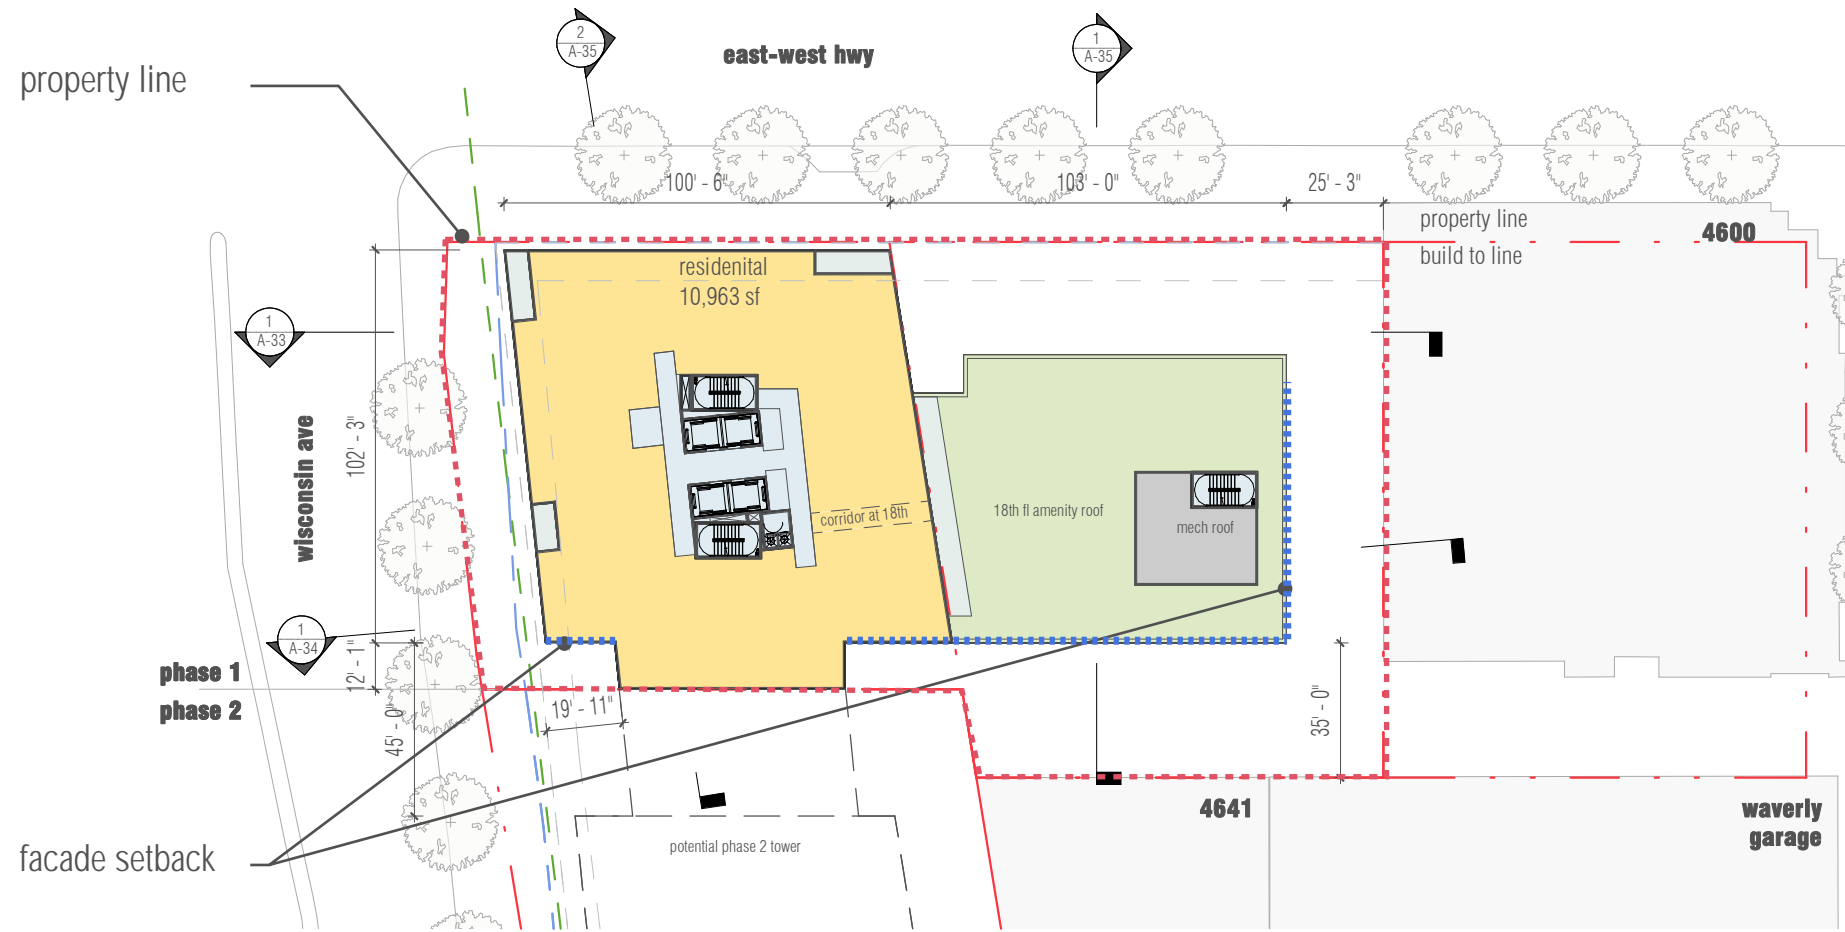 2
A-35
east-west hwy
1
A-35
property line
100' - 6"
103' - 0"
25' - 3"
property line
build to line
4600
residenital
10,963 sf
1
A-33
wisconsin ave
102' - 3"
corridor at 18th
18th fl amenity roof
mech roof
1
A-34
phase 1
phase 2
12' - 1"
45' - 0"
19' - 11"
35' - 0"
4641
waverly
garage
potential phase 2 tower
facade setback